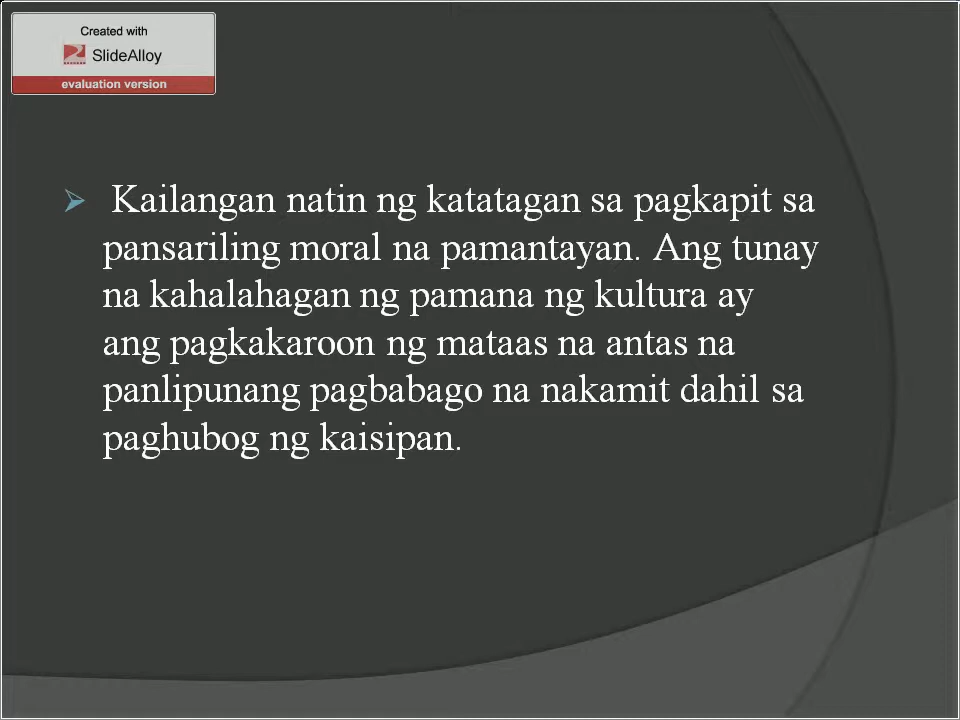 Created with
SlideAlloy
evaluation version
Kailangan natin ng katatagan sa pagkapit sa
pansariling moral na pamantayan. Ang tunay
na kahalahagan ng pamana ng kultura ay
ang pagkakaroon ng mataas na antas na
panlipunang pagbabago na nakamit dahil sa
paghubog ng kaisipan.